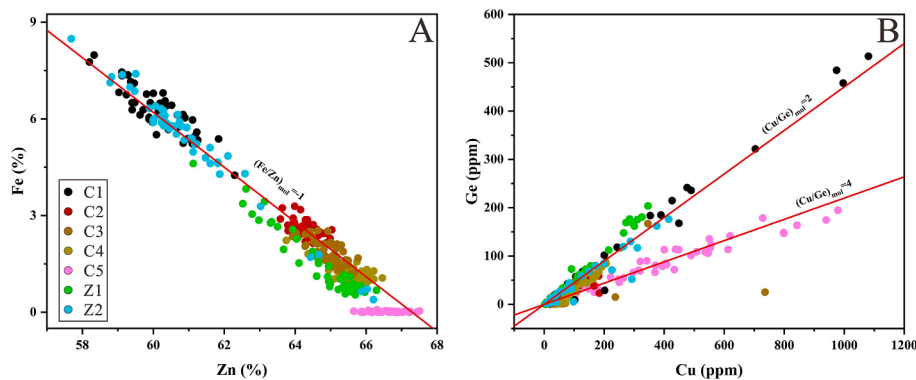 A
9
6
3
0
Fe (%)
(Fe/Zn)mol=-1
C1
C2
C3
C4
C5
Z1
Z2
58 60 62 64 66 68
Zn (%)
B
600
500
400
300
200
100
0
Ge (ppm)
(Cu/Ge)mol=2
(Cu/Ge)mol=4
0 200 400 600 800 1000 1200
Cu (ppm)